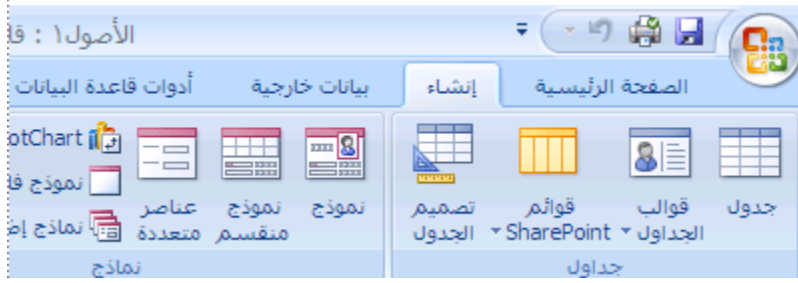 الأصول١ : قا
الصفحة الرئيسية إنشاء بيانات خارجية أدوات قاعدة البيانات
جدول
قوالب الجداول
قوائم SharePoint
تصميم الجدول
جداول
نموذج
نموذج منقسم
عناصر متعددة
otChart
نموذج فا
نماذج إض
نماذج